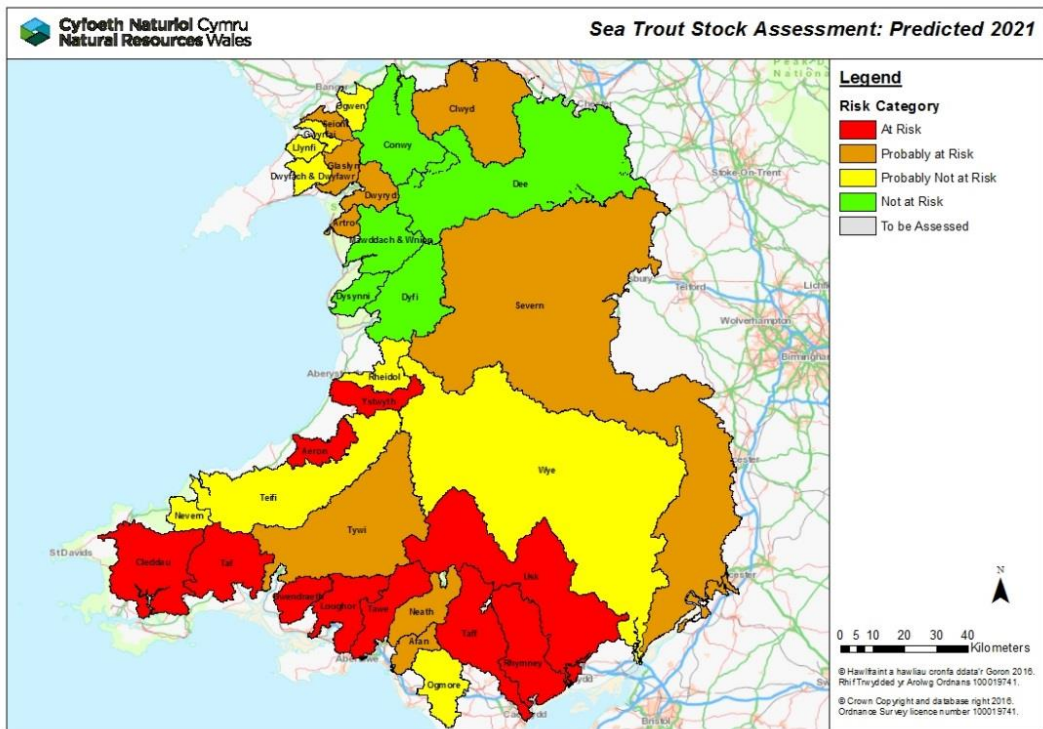 Cyfoeth Naturiol Cymru
Natural Resources Wales
Sea Trout Stock Assessment: Predicted 2021
Legend
Risk Category
At Risk
Probably at Risk
Probably Not at Risk
Not at Risk
To be Assessed
Ogwen
Clwyd
Seiont
Gwyrfai
Llynfi
Conwy
Glaslyn
Dwyfach & Dwyfawr
Dee
Dwyryd
Artro
Stoke-On-Trent
Mawddach & Wnion
Dysynni
Dyfi
Severn
Telford
Wolverhampton
Rheidol
Ystwyth
Aeron
Wye
Teifi
Nevern
Tywi
St Davids
Cleddau
Taf
Usk
Loughor
Tawe
Neath
Taff
Afan
Rhymney
Ogmore
Bristol
N
0 5 10 20 30 40
Kilometers
© Hawlfraint a hawliau cronfa ddata'r Goron 2016.
Rhif Trwydded yr Arolwg Ordnans 100019741.
© Crown Copyright and database right 2016.
Ordnance Survey licence number 100019741.